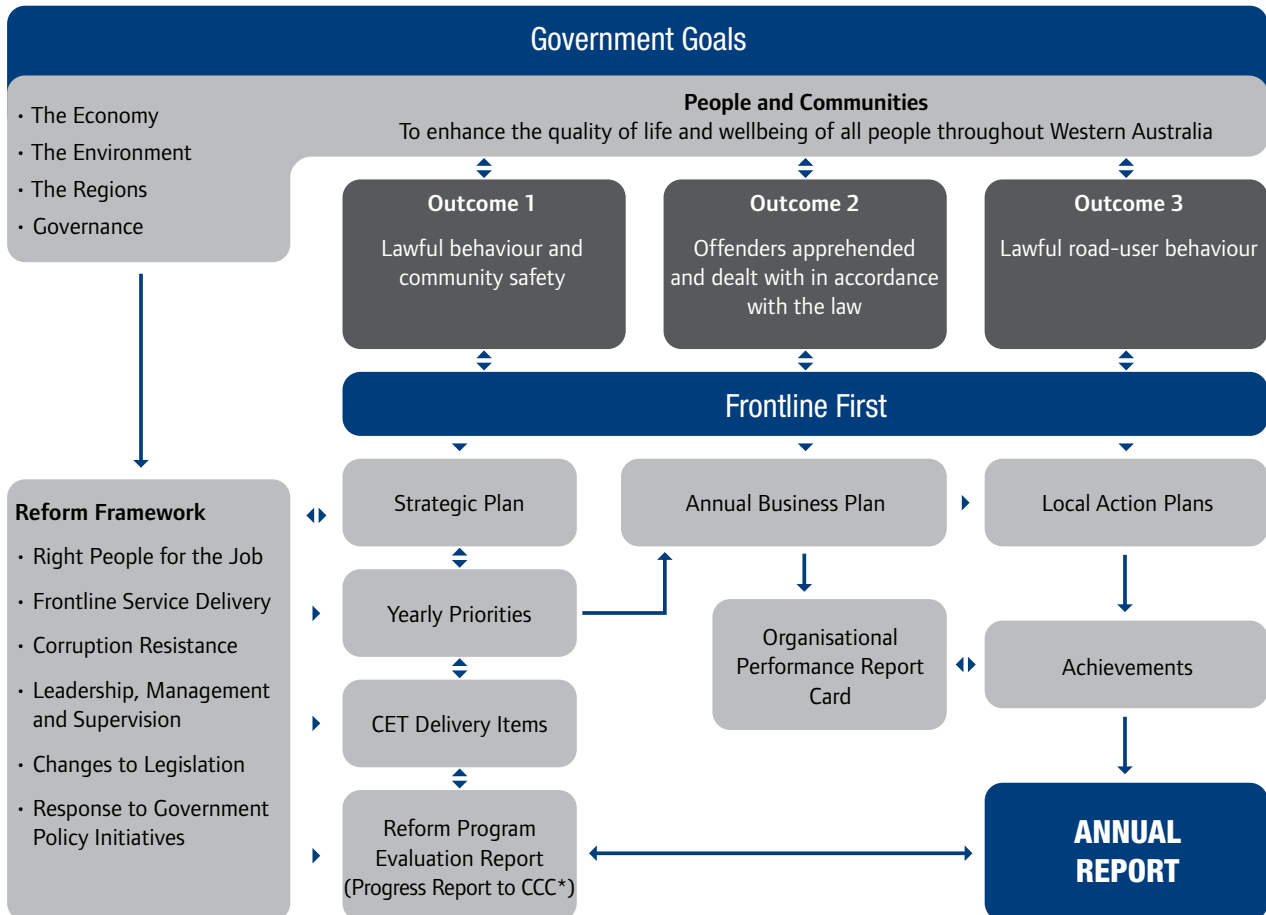 Government Goals
· The Economy
· The Environment
· The Regions
· Governance
People and Communities
To enhance the quality of life and wellbeing of all people throughout Western Australia
Outcome 1
Lawful behaviour and
community safety
Outcome 2
Offenders apprehended
and dealt with in accordance
with the law
Outcome 3
Lawful road-user behaviour
Frontline First
Reform Framework
· Right People for the Job
· Frontline Service Delivery
· Corruption Resistance
· Leadership, Management
and Supervision
· Changes to Legislation
· Response to Government
Policy Initiatives
Strategic Plan
Annual Business Plan
Local Action Plans
Yearly Priorities
Organisational
Performance Report
Card
Achievements
CET Delivery Items
Reform Program
Evaluation Report
(Progress Report to CCC*)
ANNUAL
REPORT